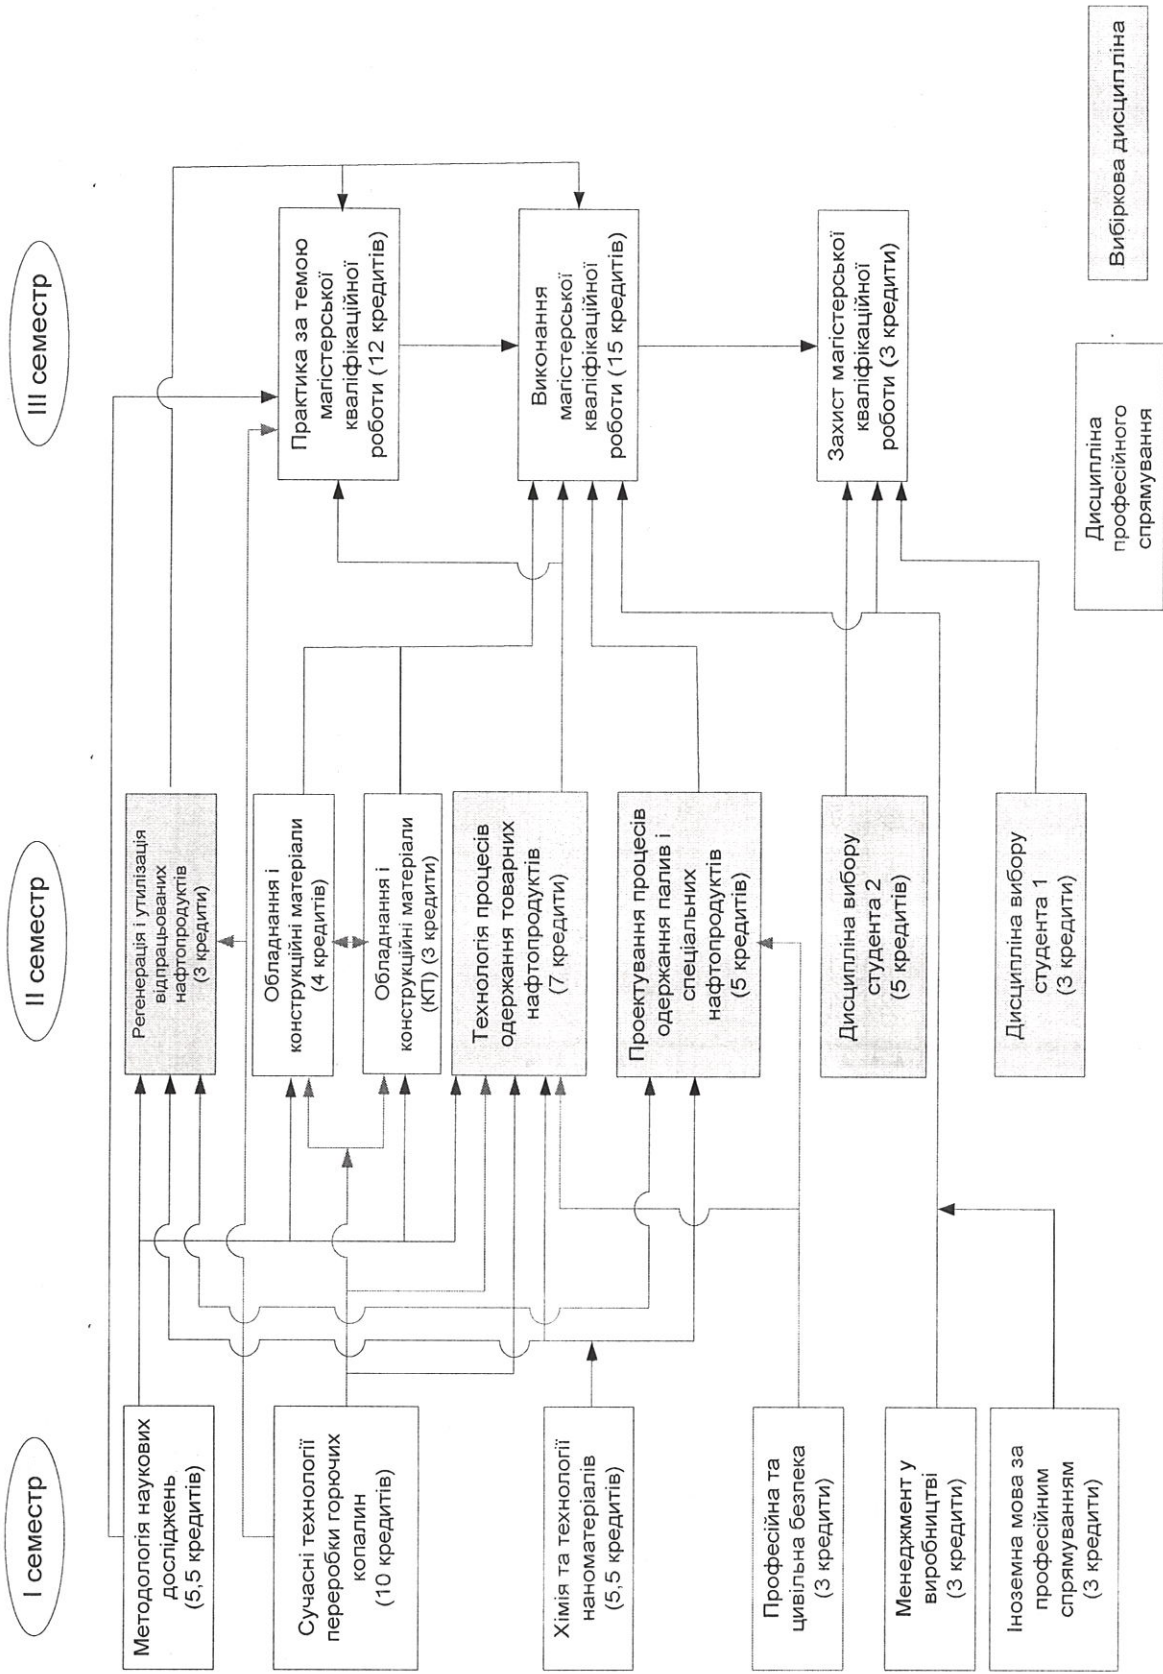 I семестр
II семестр
III семестр
Методологія наукових
досліджень
(5,5 кредитів)
Сучасні технології
переробки горючих
копалин
(10 кредитів)
Хімія та технології
наноматеріалів
(5,5 кредитів)
Професійна та
цивільна безпека
(3 кредити)
Менеджмент у
виробництві
(3 кредити)
Іноземна мова за
професійним
спрямуванням
(3 кредити)
Регенерація і утилізація
відпрацьованих
нафтопродуктів
(3 кредити)
Обладнання і
конструкційні матеріали
(4 кредитів)
Обладнання і
конструкційні матеріали
(КП) (3 кредити)
Технологія процесів
одержання товарних
нафтопродуктів
(7 кредити)
Проектування процесів
одержання палив і
спеціальних
нафтопродуктів
(5 кредитів)
Дисципліна вибору
студента 2
(5 кредитів)
Дисципліна вибору
студента 1
(3 кредити)
Практика за темою
магістерської
кваліфікаційної
роботи (12 кредитів)
Виконання
магістерської
кваліфікаційної
роботи (15 кредитів)
Захист магістерської
кваліфікаційної
роботи (3 кредити)
Дисципліна
професійного
спрямування
Вибіркова дисципліна